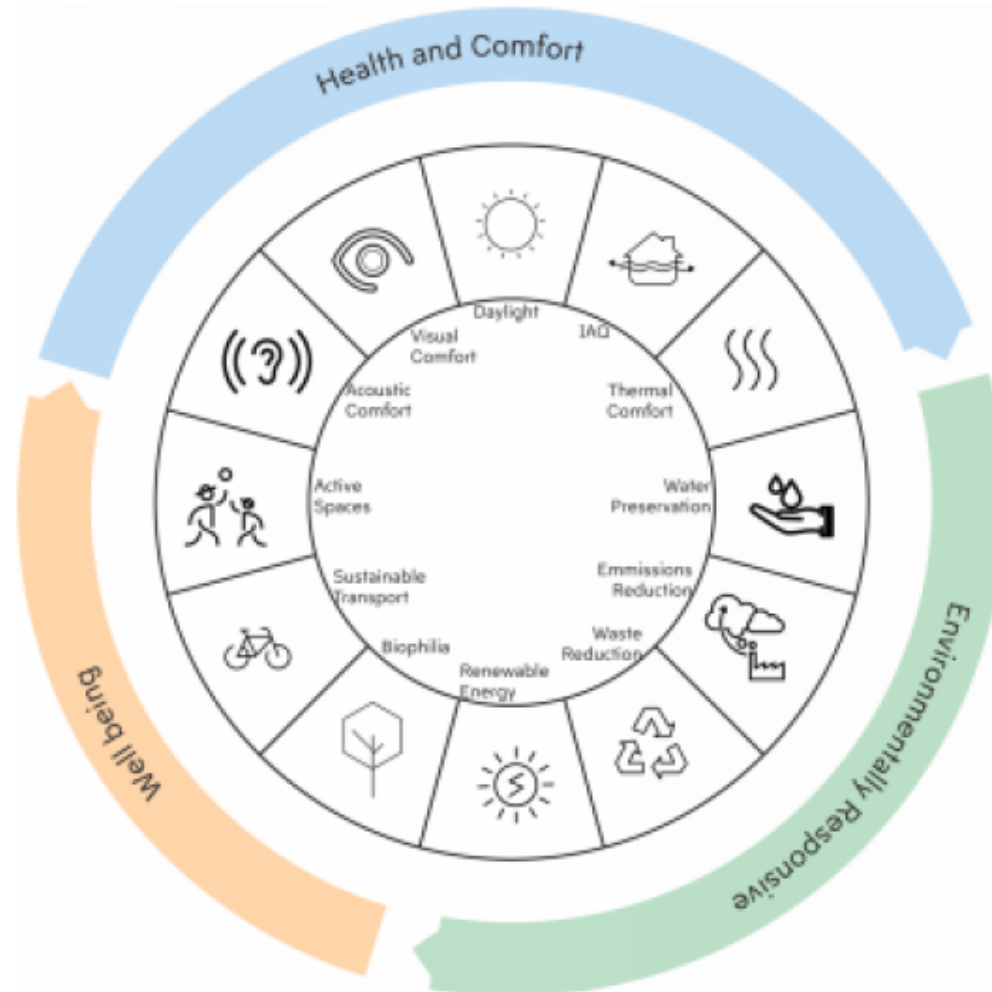 Health and Comfort
Daylight
IAQ
Visual
Comfort
Acoustic
Comfort
Thermal
Comfort
Active
Spaces
Water
Preservation
Sustainable
Transport
Emmissions
Reduction
Biophilia
Waste
Reduction
Renewable
Energy
Well being
Environmentally Responsive